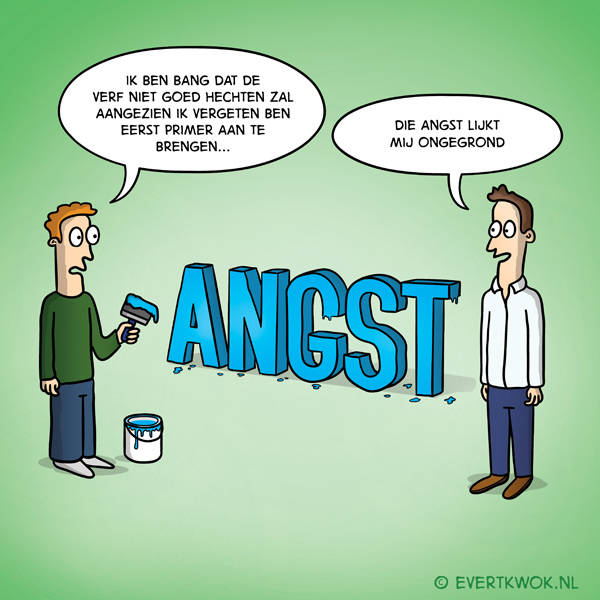 IK BEN BANG DAT DE
VERF NIET GOED HECHTEN ZAL
AANGEZIEN IK VERGETEN BEN
EERST PRIMER AAN TE
BRENGEN...
DIE ANGST LIJKT
MIJ ONGEGROND
ANGST
© EVERTKWOK.NL